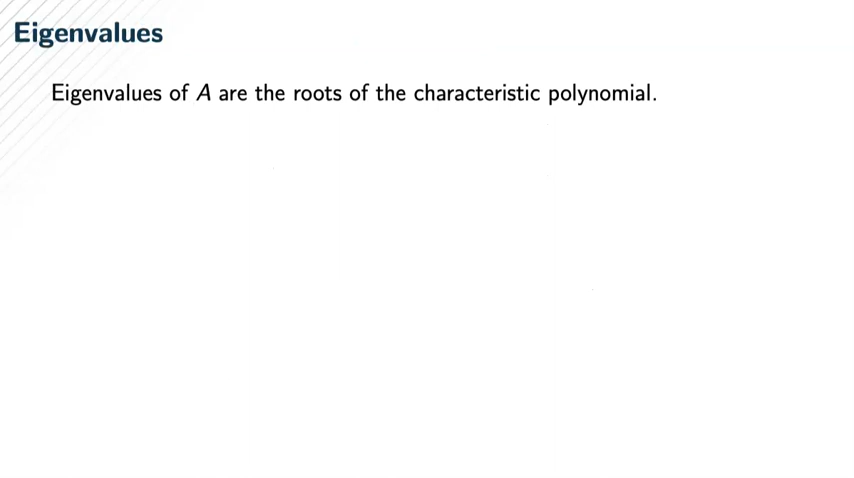 Eigenvalues
Eigenvalues of A are the roots of the characteristic polynomial.